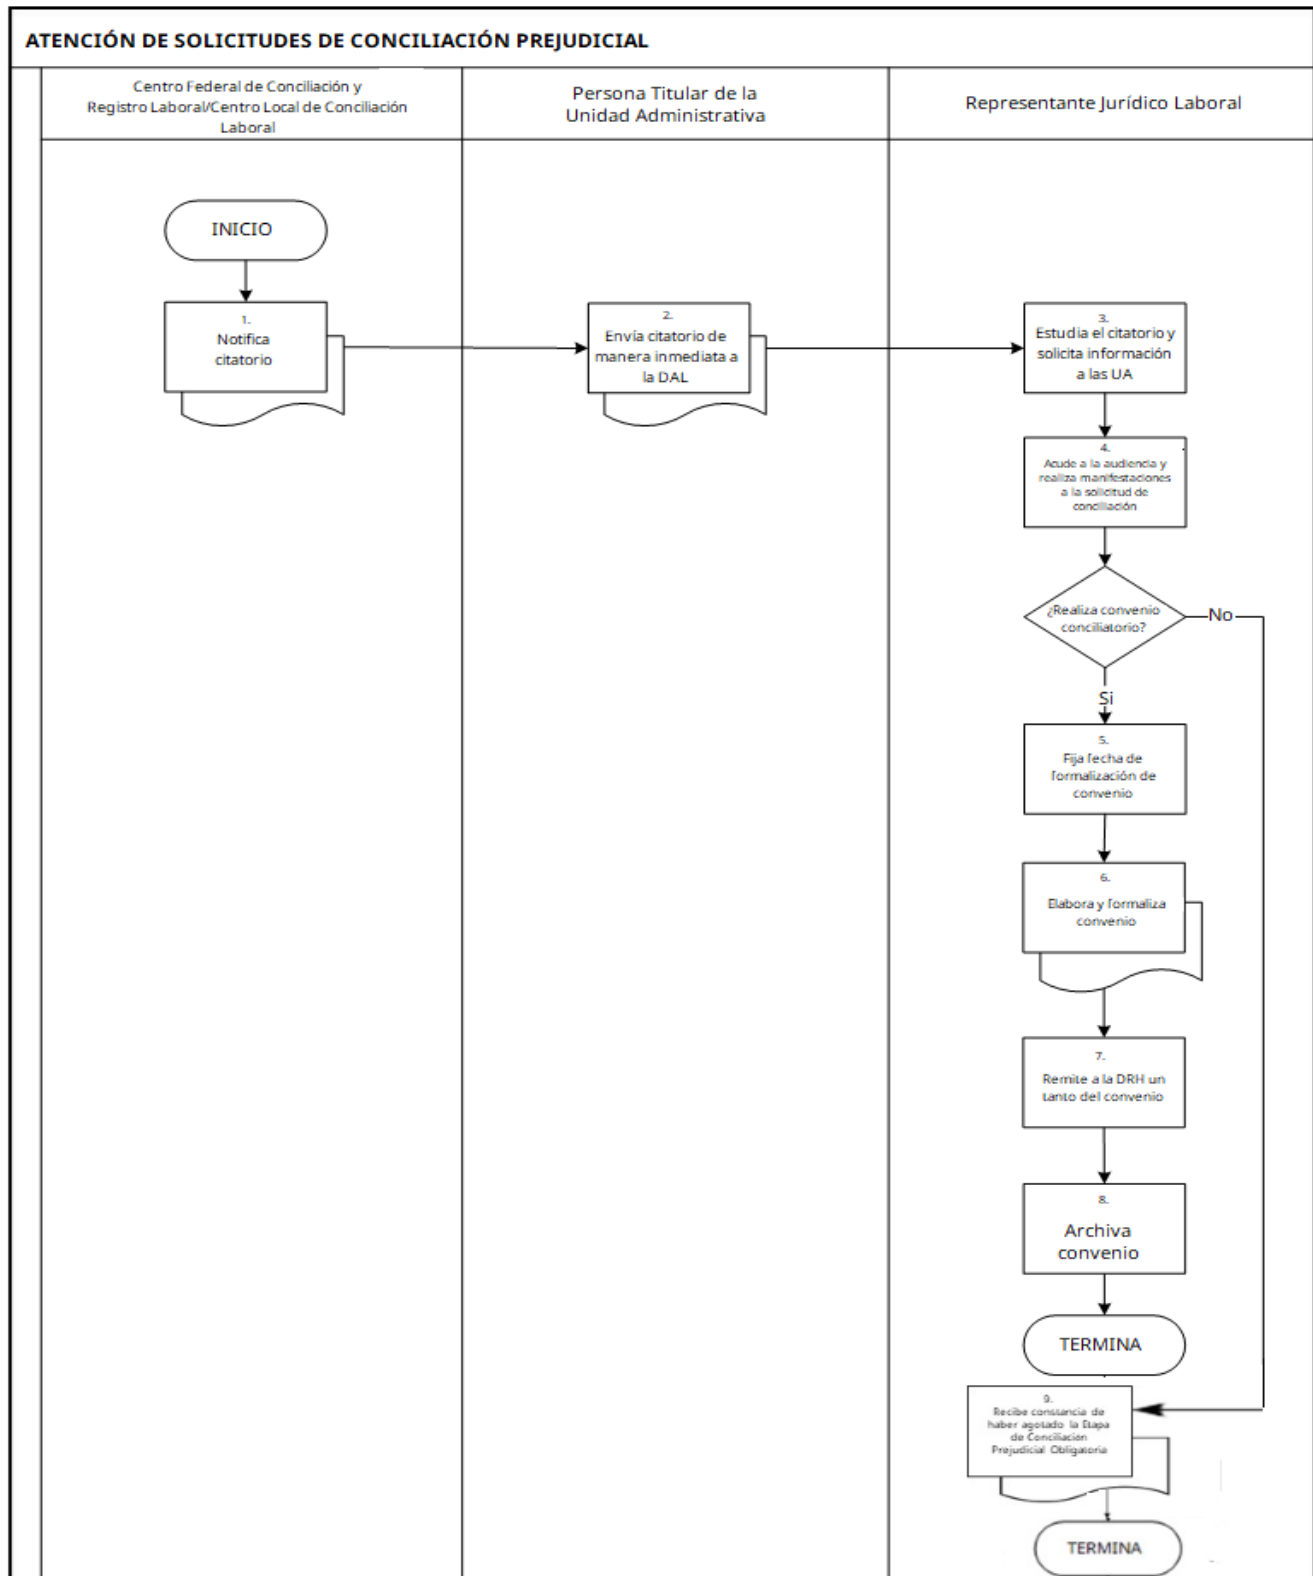 ATENCIÓN DE SOLICITUDES DE CONCILIACIÓN PREJUDICIAL
Centro Federal de Conciliación y
Registro Laboral/Centro Local de Conciliación
Laboral
Persona Titular de la
Unidad Administrativa
Representante Jurídico Laboral
INICIO
1.
Notifica
citatorio
2.
Envía citatorio de
manera inmediata a
la DAL
3.
Estudia el citatorio y
solicita información
a las UA
4.
Acude a la audiencia y
realiza manifestaciones
a la solicitud de
conciliación
¿Realiza convenio
conciliatorio?
No
Si
5.
Fija fecha de
formalización de
convenio
6.
Elabora y formaliza
convenio
7.
Remite a la DRH un
tanto del convenio
8.
Archiva
convenio
TERMINA
9.
Recibe constancia de
haber agotado la Etapa
de Conciliación
Prejudicial Obligatoria
TERMINA